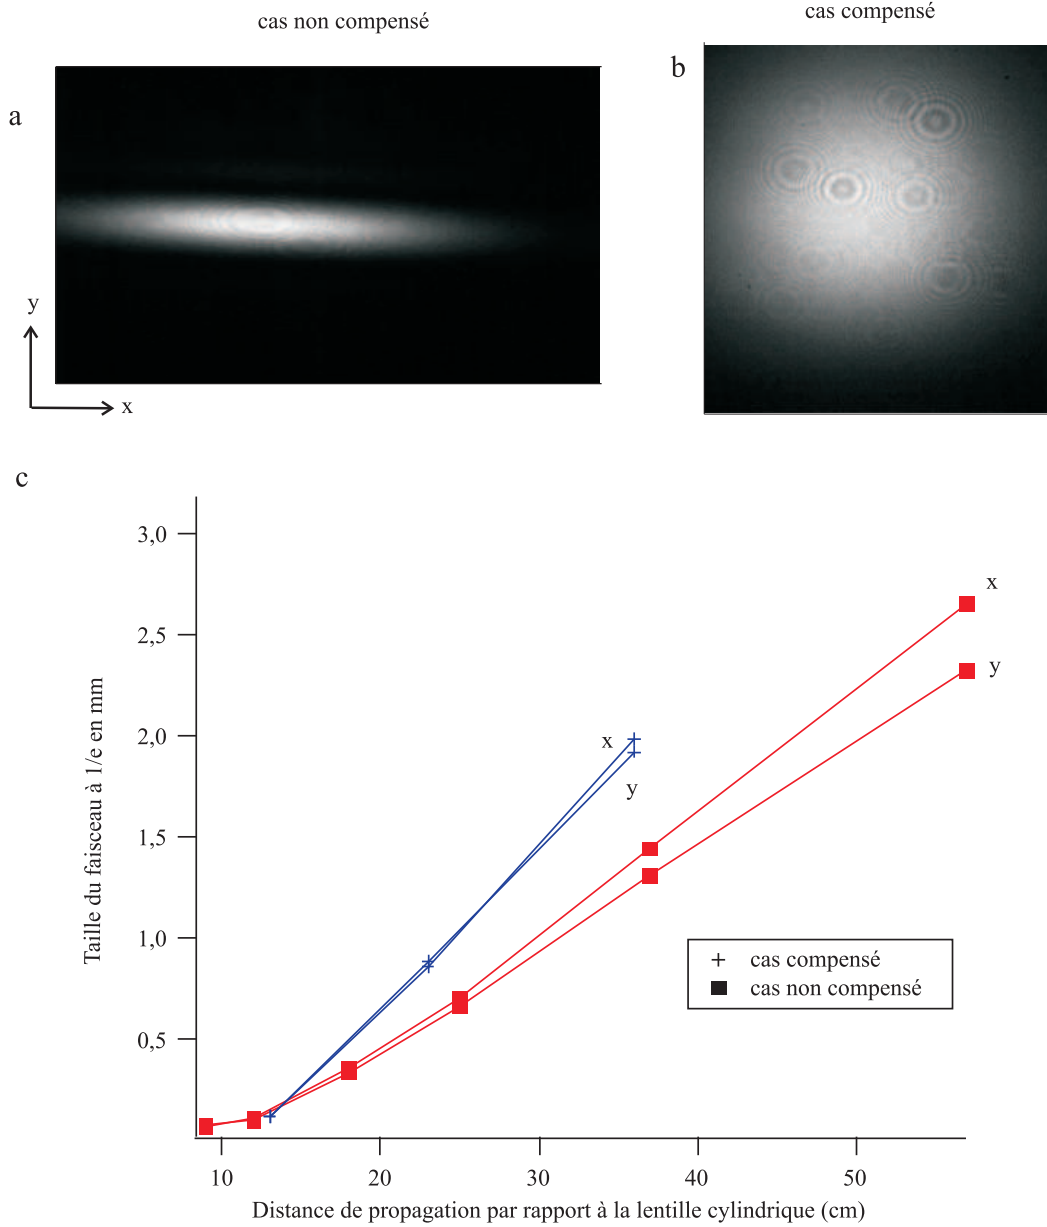 cas non compensé
cas compensé
a
b
y
x
c
3,0
2,5
2,0
1,5
1,0
0,5
Taille du faisceau à 1/e en mm
x
y
x
y
cas compensé
cas non compensé
10
20
30
40
50
Distance de propagation par rapport à la lentille cylindrique (cm)